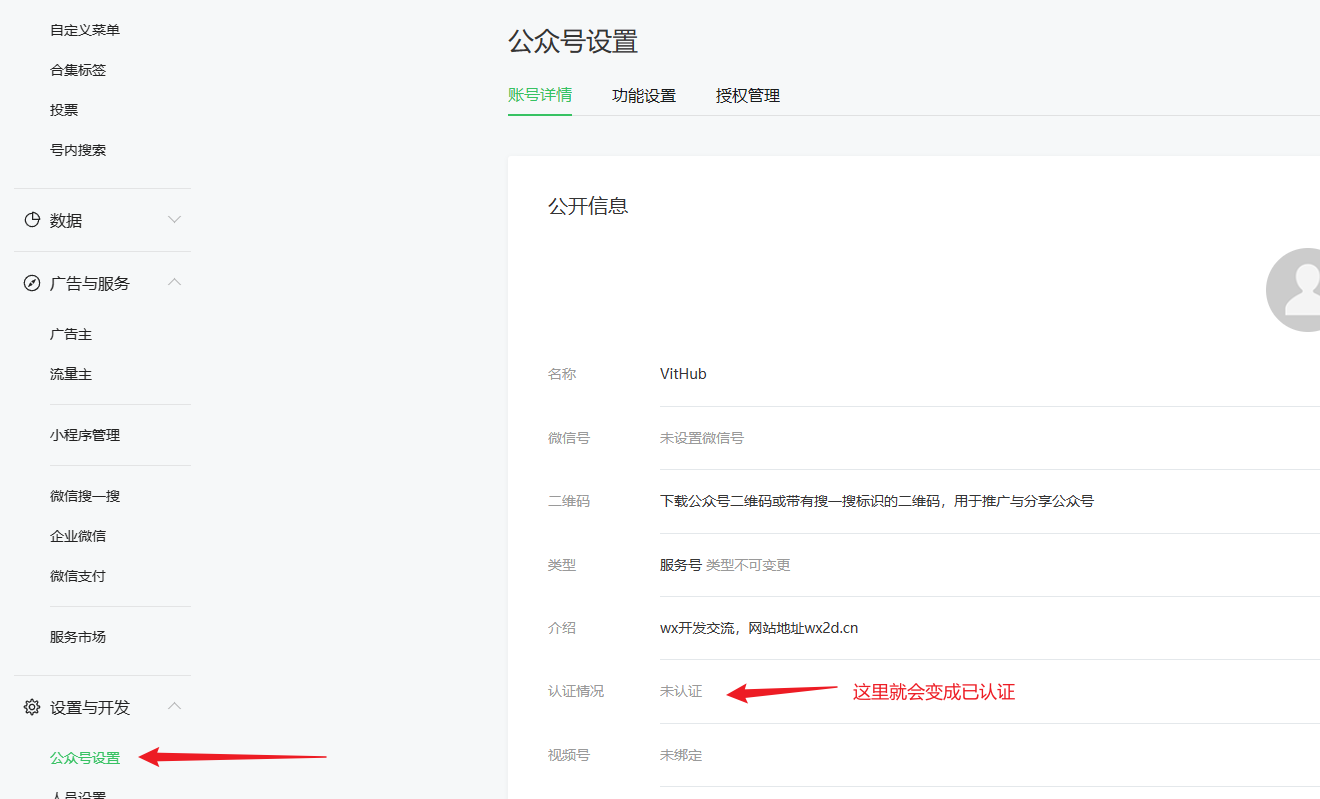 自定义菜单
合集标签
投票
号内搜索
数据
广告与服务
广告主
流量主
小程序管理
微信搜一搜
企业微信
微信支付
服务市场
设置与开发
公众号设置
人员设置
公众号设置
账号详情 功能设置 授权管理
公开信息
名称 VitHub
微信号 未设置微信号
二维码 下载公众号二维码或带有搜一搜标识的二维码，用于推广与分享公众号
类型 服务号 类型不可变更
介绍 wx开发交流，网站地址wx2d.cn
认证情况 未认证 这里就会变成已认证
视频号 未绑定